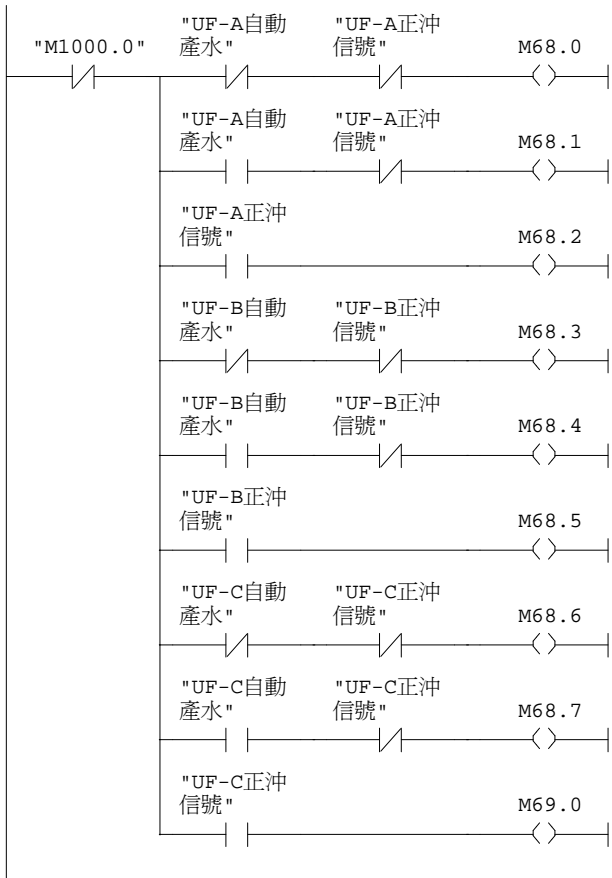 "UF-A自動 "UF-A正沖
"M1000.0" 產水" 信號" M68.0
"UF-A自動 "UF-A正沖
產水" 信號" M68.1
"UF-A正沖
信號" M68.2
"UF-B自動 "UF-B正沖
產水" 信號" M68.3
"UF-B自動 "UF-B正沖
產水" 信號" M68.4
"UF-B正沖
信號" M68.5
"UF-C自動 "UF-C正沖
產水" 信號" M68.6
"UF-C自動 "UF-C正沖
產水" 信號" M68.7
"UF-C正沖
信號" M69.0